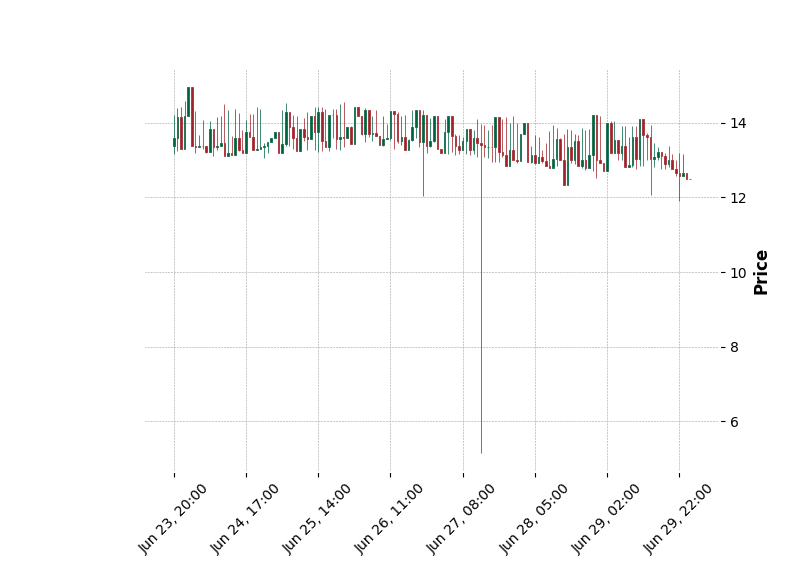 14
12
10
8
6
Price
Jun 23, 20:00
Jun 24, 17:00
Jun 25, 14:00
Jun 26, 11:00
Jun 27, 08:00
Jun 28, 05:00
Jun 29, 02:00
Jun 29, 22:00